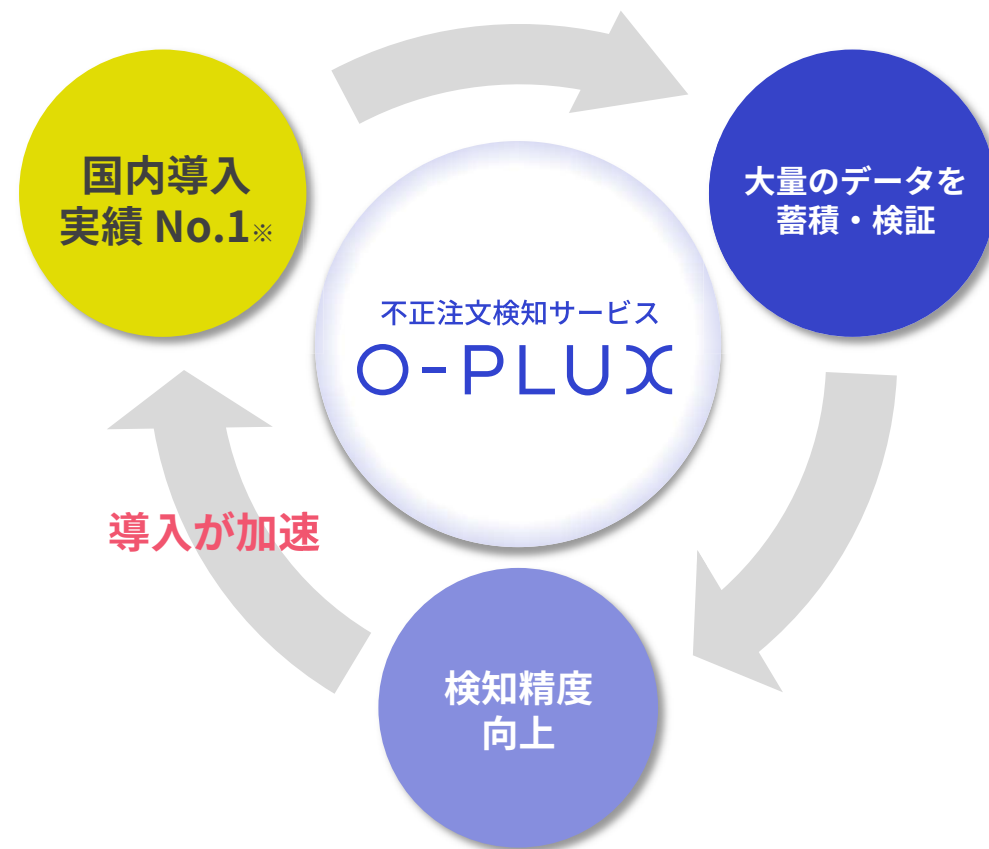 国内導入
実績 No.1※
大量のデータを
蓄積・検証
不正注文検知サービス
O-PLUX
導入が加速
検知精度
向上